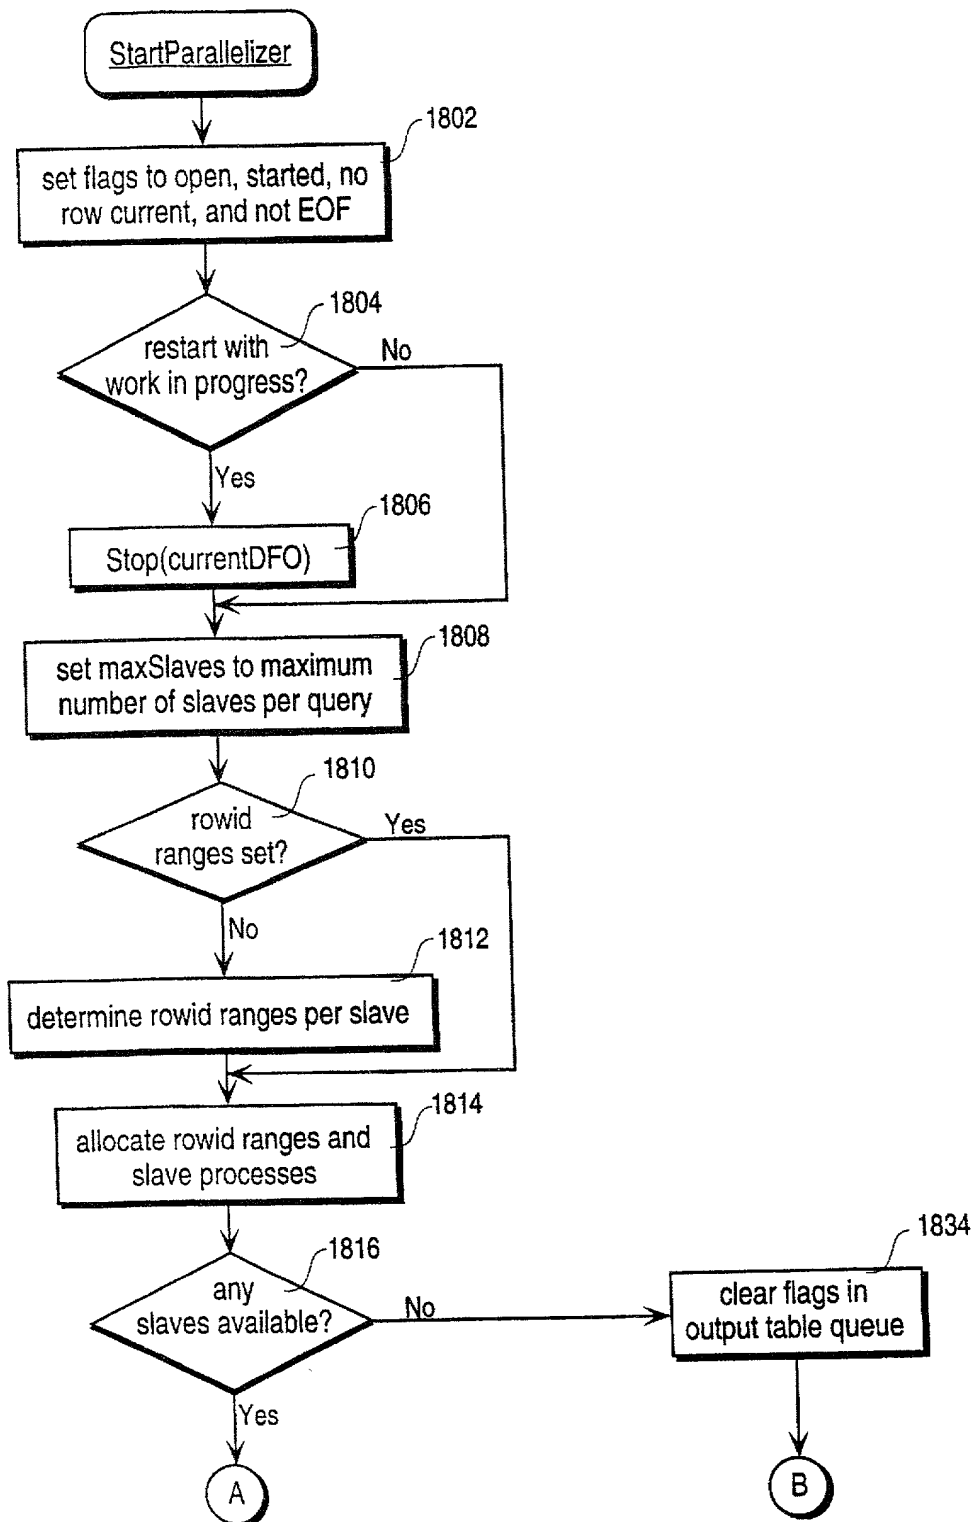 StartParallelizer
1802
set flags to open, started, no
row current, and not EOF
1804
restart with
work in progress?
No
Yes
1806
Stop(currentDFO)
1808
set maxSlaves to maximum
number of slaves per query
1810
rowid
ranges set?
Yes
No
1812
determine rowid ranges per slave
1814
allocate rowid ranges and
slave processes
1816
any
slaves available?
No
1834
clear flags in
output table queue
Yes
A
B